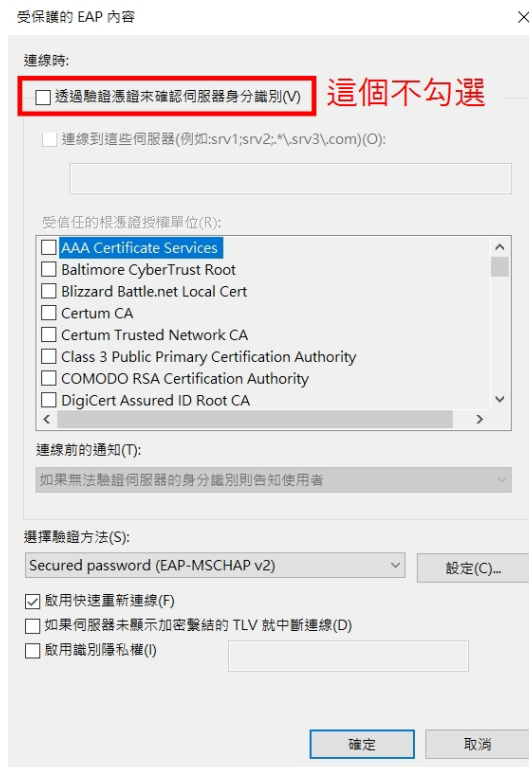 受保護的 EAP 內容
連線時:
透過驗證憑證來確認伺服器身分識別(V)
這個不勾選
連線到這些伺服器(例如:srv1;srv2;.*\.srv3\.com)(O):
受信任的根憑證授權單位(R):
AAA Certificate Services
Baltimore CyberTrust Root
Blizzard Battle.net Local Cert
Certum CA
Certum Trusted Network CA
Class 3 Public Primary Certification Authority
COMODO RSA Certification Authority
DigiCert Assured ID Root CA
連線前的通知(T):
如果無法驗證伺服器的身分識別則告知使用者
選擇驗證方法(S):
Secured password (EAP-MSCHAP v2)
設定(C)...
啟用快速重新連線(F)
如果伺服器未顯示加密繫結的 TLV 就中斷連線(D)
啟用識別隱私權(I)
確定
取消